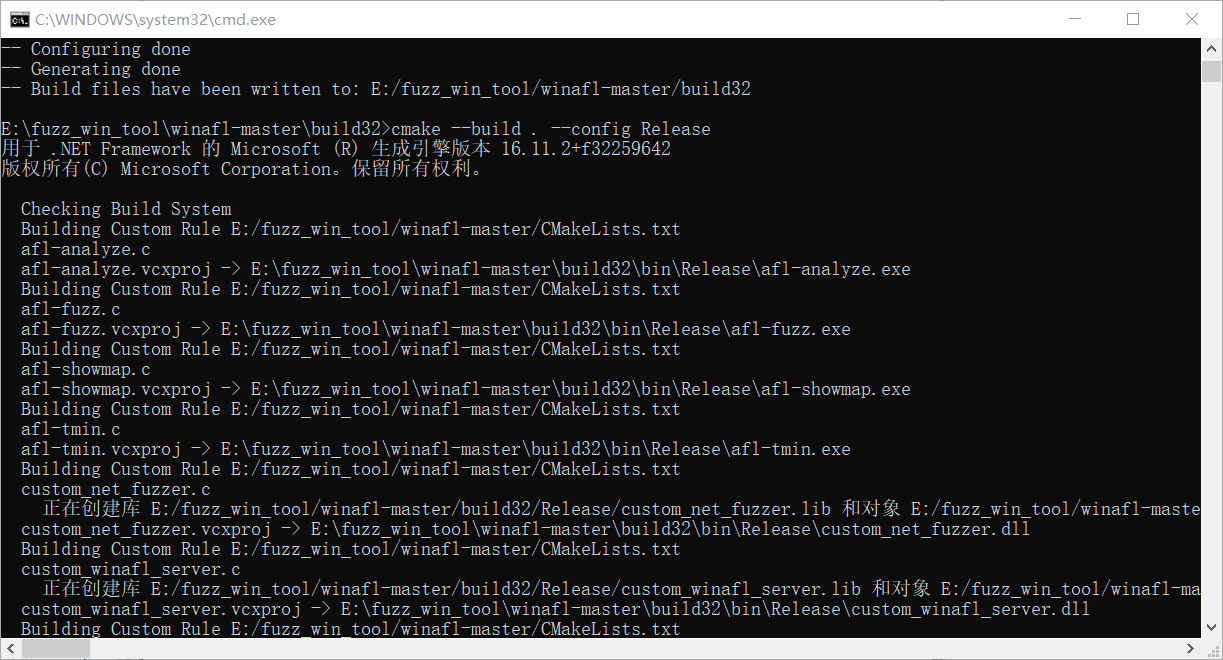 C:\WINDOWS\system32\cmd.exe
-- Configuring done
-- Generating done
-- Build files have been written to: E:/fuzz_win_tool/winafl-master/build32
E:\fuzz_win_tool\winafl-master\build32>cmake --build . --config Release
用于 .NET Framework 的 Microsoft (R) 生成引擎版本 16.11.2+f32259642
版权所有(C) Microsoft Corporation。保留所有权利。
Checking Build System
Building Custom Rule E:/fuzz_win_tool/winafl-master/CMakeLists.txt
afl-analyze.c
afl-analyze.vcxproj -> E:\fuzz_win_tool\winafl-master\build32\bin\Release\afl-analyze.exe
Building Custom Rule E:/fuzz_win_tool/winafl-master/CMakeLists.txt
afl-fuzz.c
afl-fuzz.vcxproj -> E:\fuzz_win_tool\winafl-master\build32\bin\Release\afl-fuzz.exe
Building Custom Rule E:/fuzz_win_tool/winafl-master/CMakeLists.txt
afl-showmap.c
afl-showmap.vcxproj -> E:\fuzz_win_tool\winafl-master\build32\bin\Release\afl-showmap.exe
Building Custom Rule E:/fuzz_win_tool/winafl-master/CMakeLists.txt
afl-tmin.c
afl-tmin.vcxproj -> E:\fuzz_win_tool\winafl-master\build32\bin\Release\afl-tmin.exe
Building Custom Rule E:/fuzz_win_tool/winafl-master/CMakeLists.txt
custom_net_fuzzer.c
正在创建库 E:/fuzz_win_tool/winafl-master/build32/Release/custom_net_fuzzer.lib 和对象 E:/fuzz_win_tool/winafl-maste
custom_net_fuzzer.vcxproj -> E:\fuzz_win_tool\winafl-master\build32\bin\Release\custom_net_fuzzer.dll
Building Custom Rule E:/fuzz_win_tool/winafl-master/CMakeLists.txt
custom_winafl_server.c
正在创建库 E:/fuzz_win_tool/winafl-master/build32/Release/custom_winafl_server.lib 和对象 E:/fuzz_win_tool/winafl-ma
custom_winafl_server.vcxproj -> E:\fuzz_win_tool\winafl-master\build32\bin\Release\custom_winafl_server.dll
Building Custom Rule E:/fuzz_win_tool/winafl-master/CMakeLists.txt